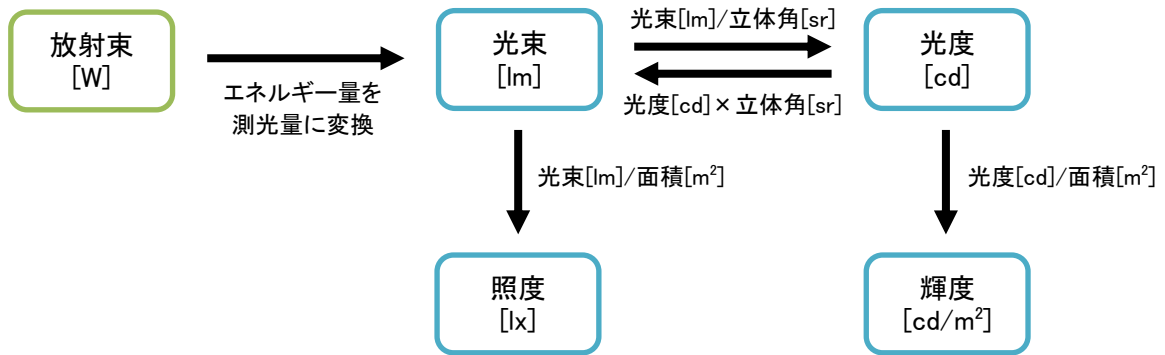 放射束
[W]
エネルギー量を
測光量に変換
光束
[lm]
光束[lm]/立体角[sr]
光度[cd]×立体角[sr]
光度
[cd]
光束[lm]/面積[m²]
光度[cd]/面積[m²]
照度
[lx]
輝度
[cd/m²]